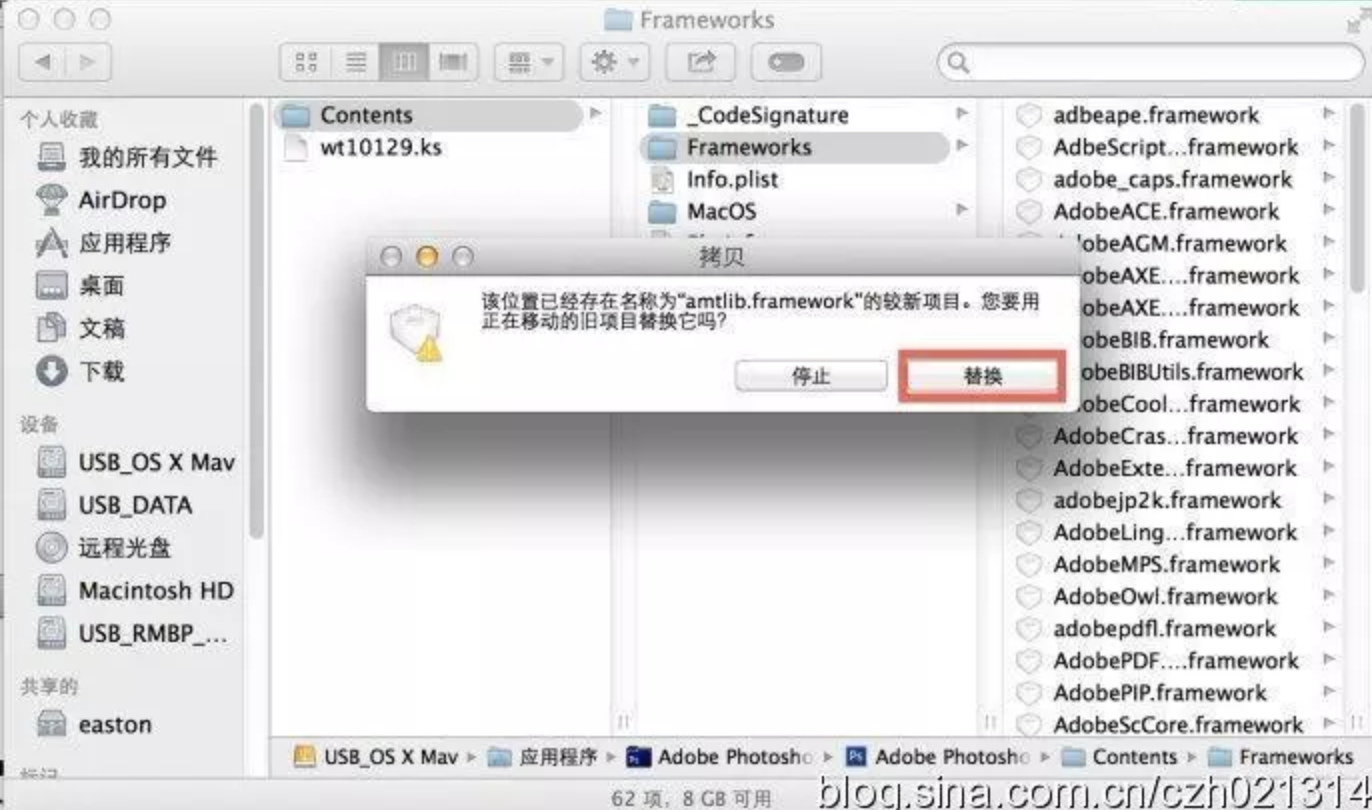 Frameworks
个人收藏
我的所有文件
AirDrop
应用程序
桌面
文稿
下载
设备
USB_OS X Mav
USB_DATA
远程光盘
Macintosh HD
USB_RMBP_...
共享的
easton
标记
Contents
wt10129.ks
_CodeSignature
Frameworks
Info.plist
MacOS
adbeape.framework
AdbeScript...framework
adobe_caps.framework
AdobeACE.framework
dobeAGM.framework
obeAXE....framework
obeAXE....framework
obeBIB.framework
obeBIBUtils.framework
obeCool...framework
AdobeCras...framework
AdobeExte...framework
adobejp2k.framework
AdobeLing...framework
AdobeMPS.framework
AdobeOwl.framework
adobepdfl.framework
AdobePDF....framework
AdobePIP.framework
AdobeScCore.framework
拷贝
该位置已经存在名称为“amtlib.framework”的较新项目。您要用
正在移动的旧项目替换它吗?
停止 替换
USB_OS X Mav 应用程序 Adobe Photosho Adobe Photosho Contents Frameworks
62 项，8 GB 可用
blog.sina.com.cn/czh021314